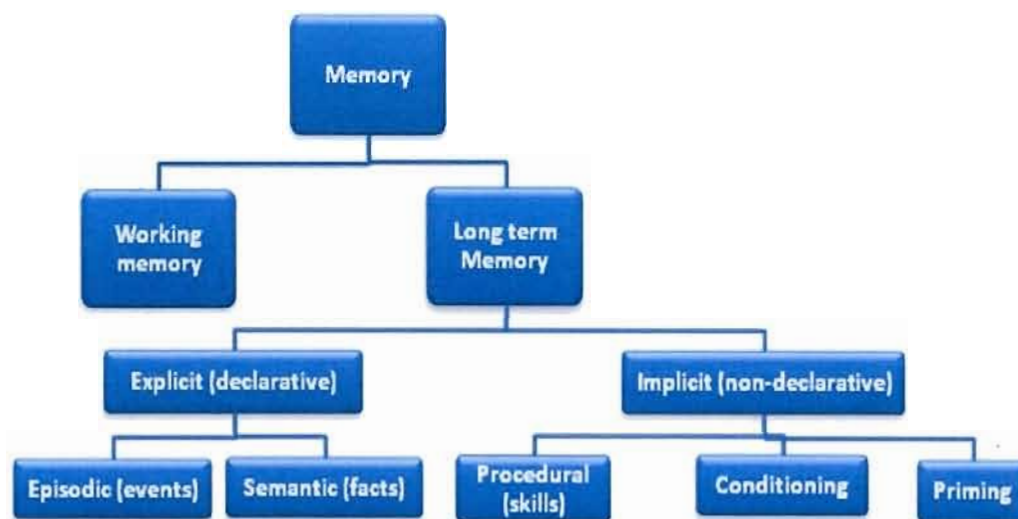 Memory
Working
memory
Long term
Memory
Explicit (declarative)
Implicit (non-declarative)
Episodic (events)
Semantic (facts)
Procedural
(skills)
Conditioning
Priming